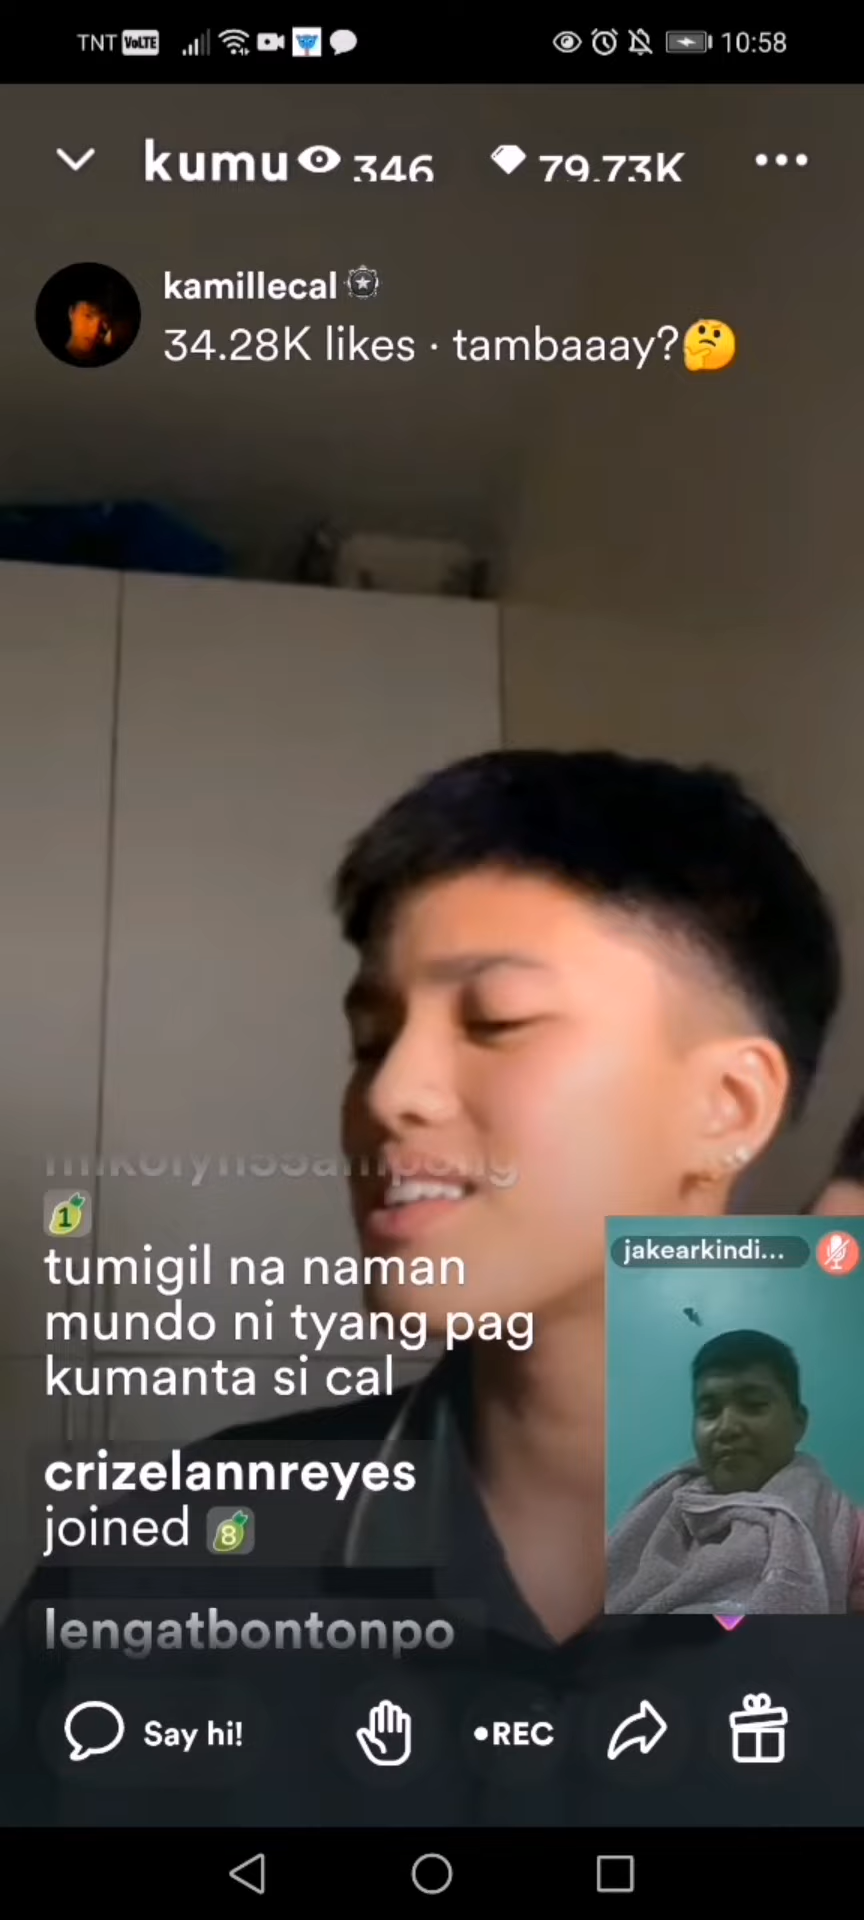 TNT VoLTE 10:58
kumu 346 79.73K
kamillecal
34.28K likes · tambaaay?🤔
1
tumigil na naman
mundo ni tyang pag
kumanta si cal
jakearkindi...
crizelannreyes
joined 8
lengatbontonpo
Say hi! •REC